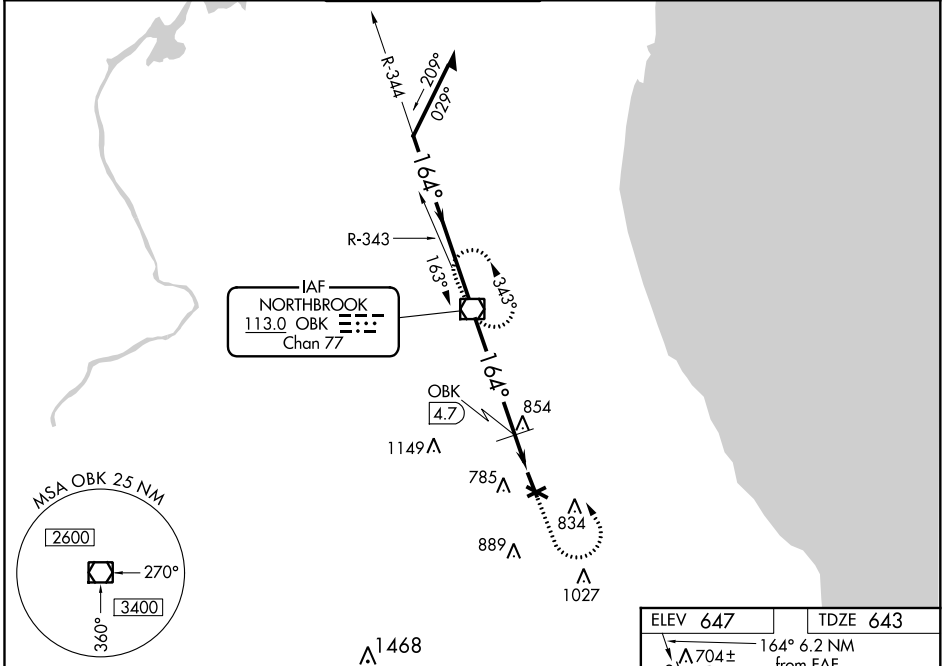 R-344
209°
029°
164°
R-343
163°
343°
IAF
NORTHBROOK
113.0 OBK
Chan 77
164°
OBK
4.7
854
1149
785
834
889
1027
MSA OBK 25 NM
2600
270°
3400
360°
1468
ELEV 647
TDZE 643
164° 6.2 NM
from FAF
704±